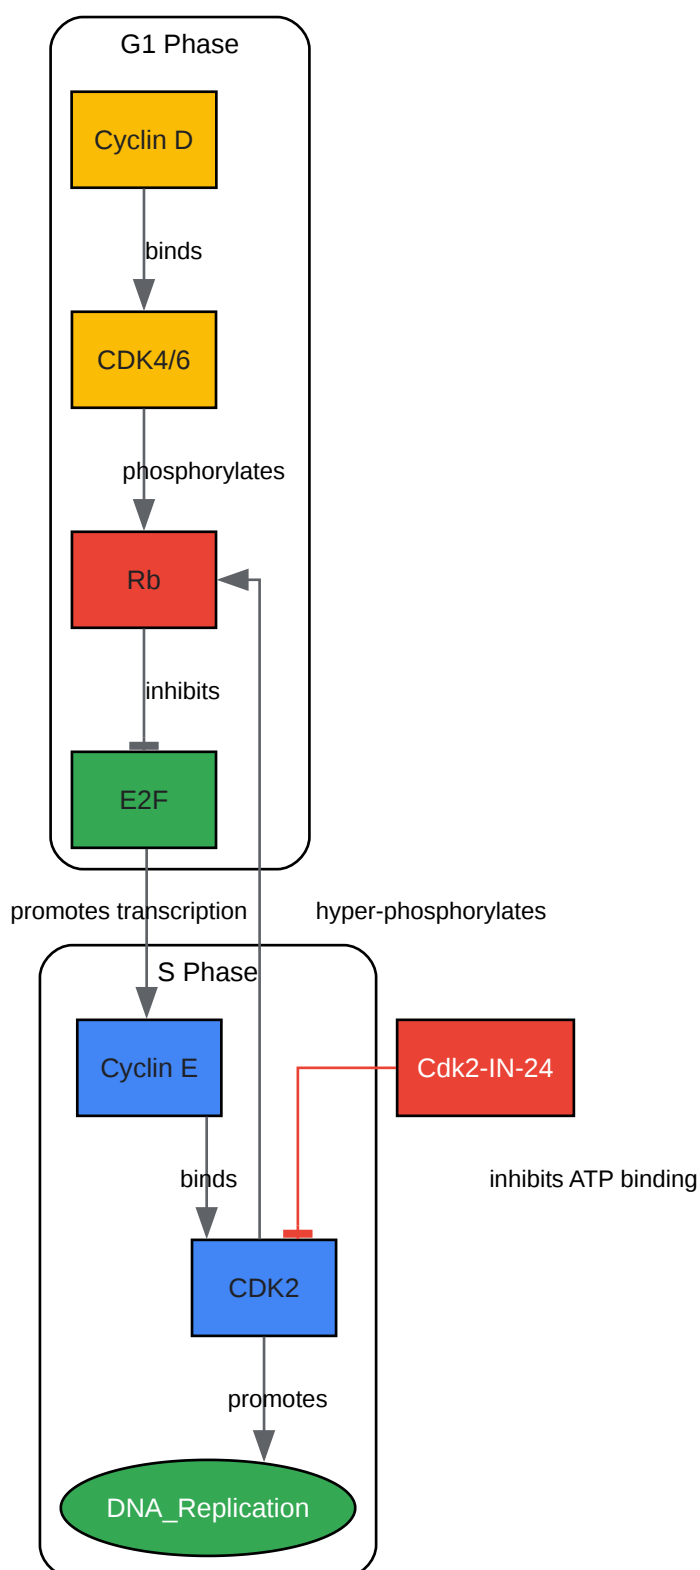 G1 Phase
Cyclin D
binds
CDK4/6
phosphorylates
Rb
inhibits
E2F
promotes transcription
hyper-phosphorylates
S Phase
Cyclin E
Cdk2-IN-24
binds
inhibits ATP binding
CDK2
promotes
DNA_Replication